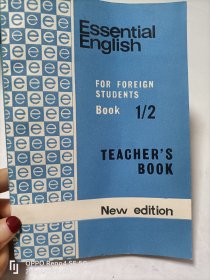 Essential
English
FOR FOREIGN
STUDENTS
Book 1/2
TEACHER'S
BOOK
New edition